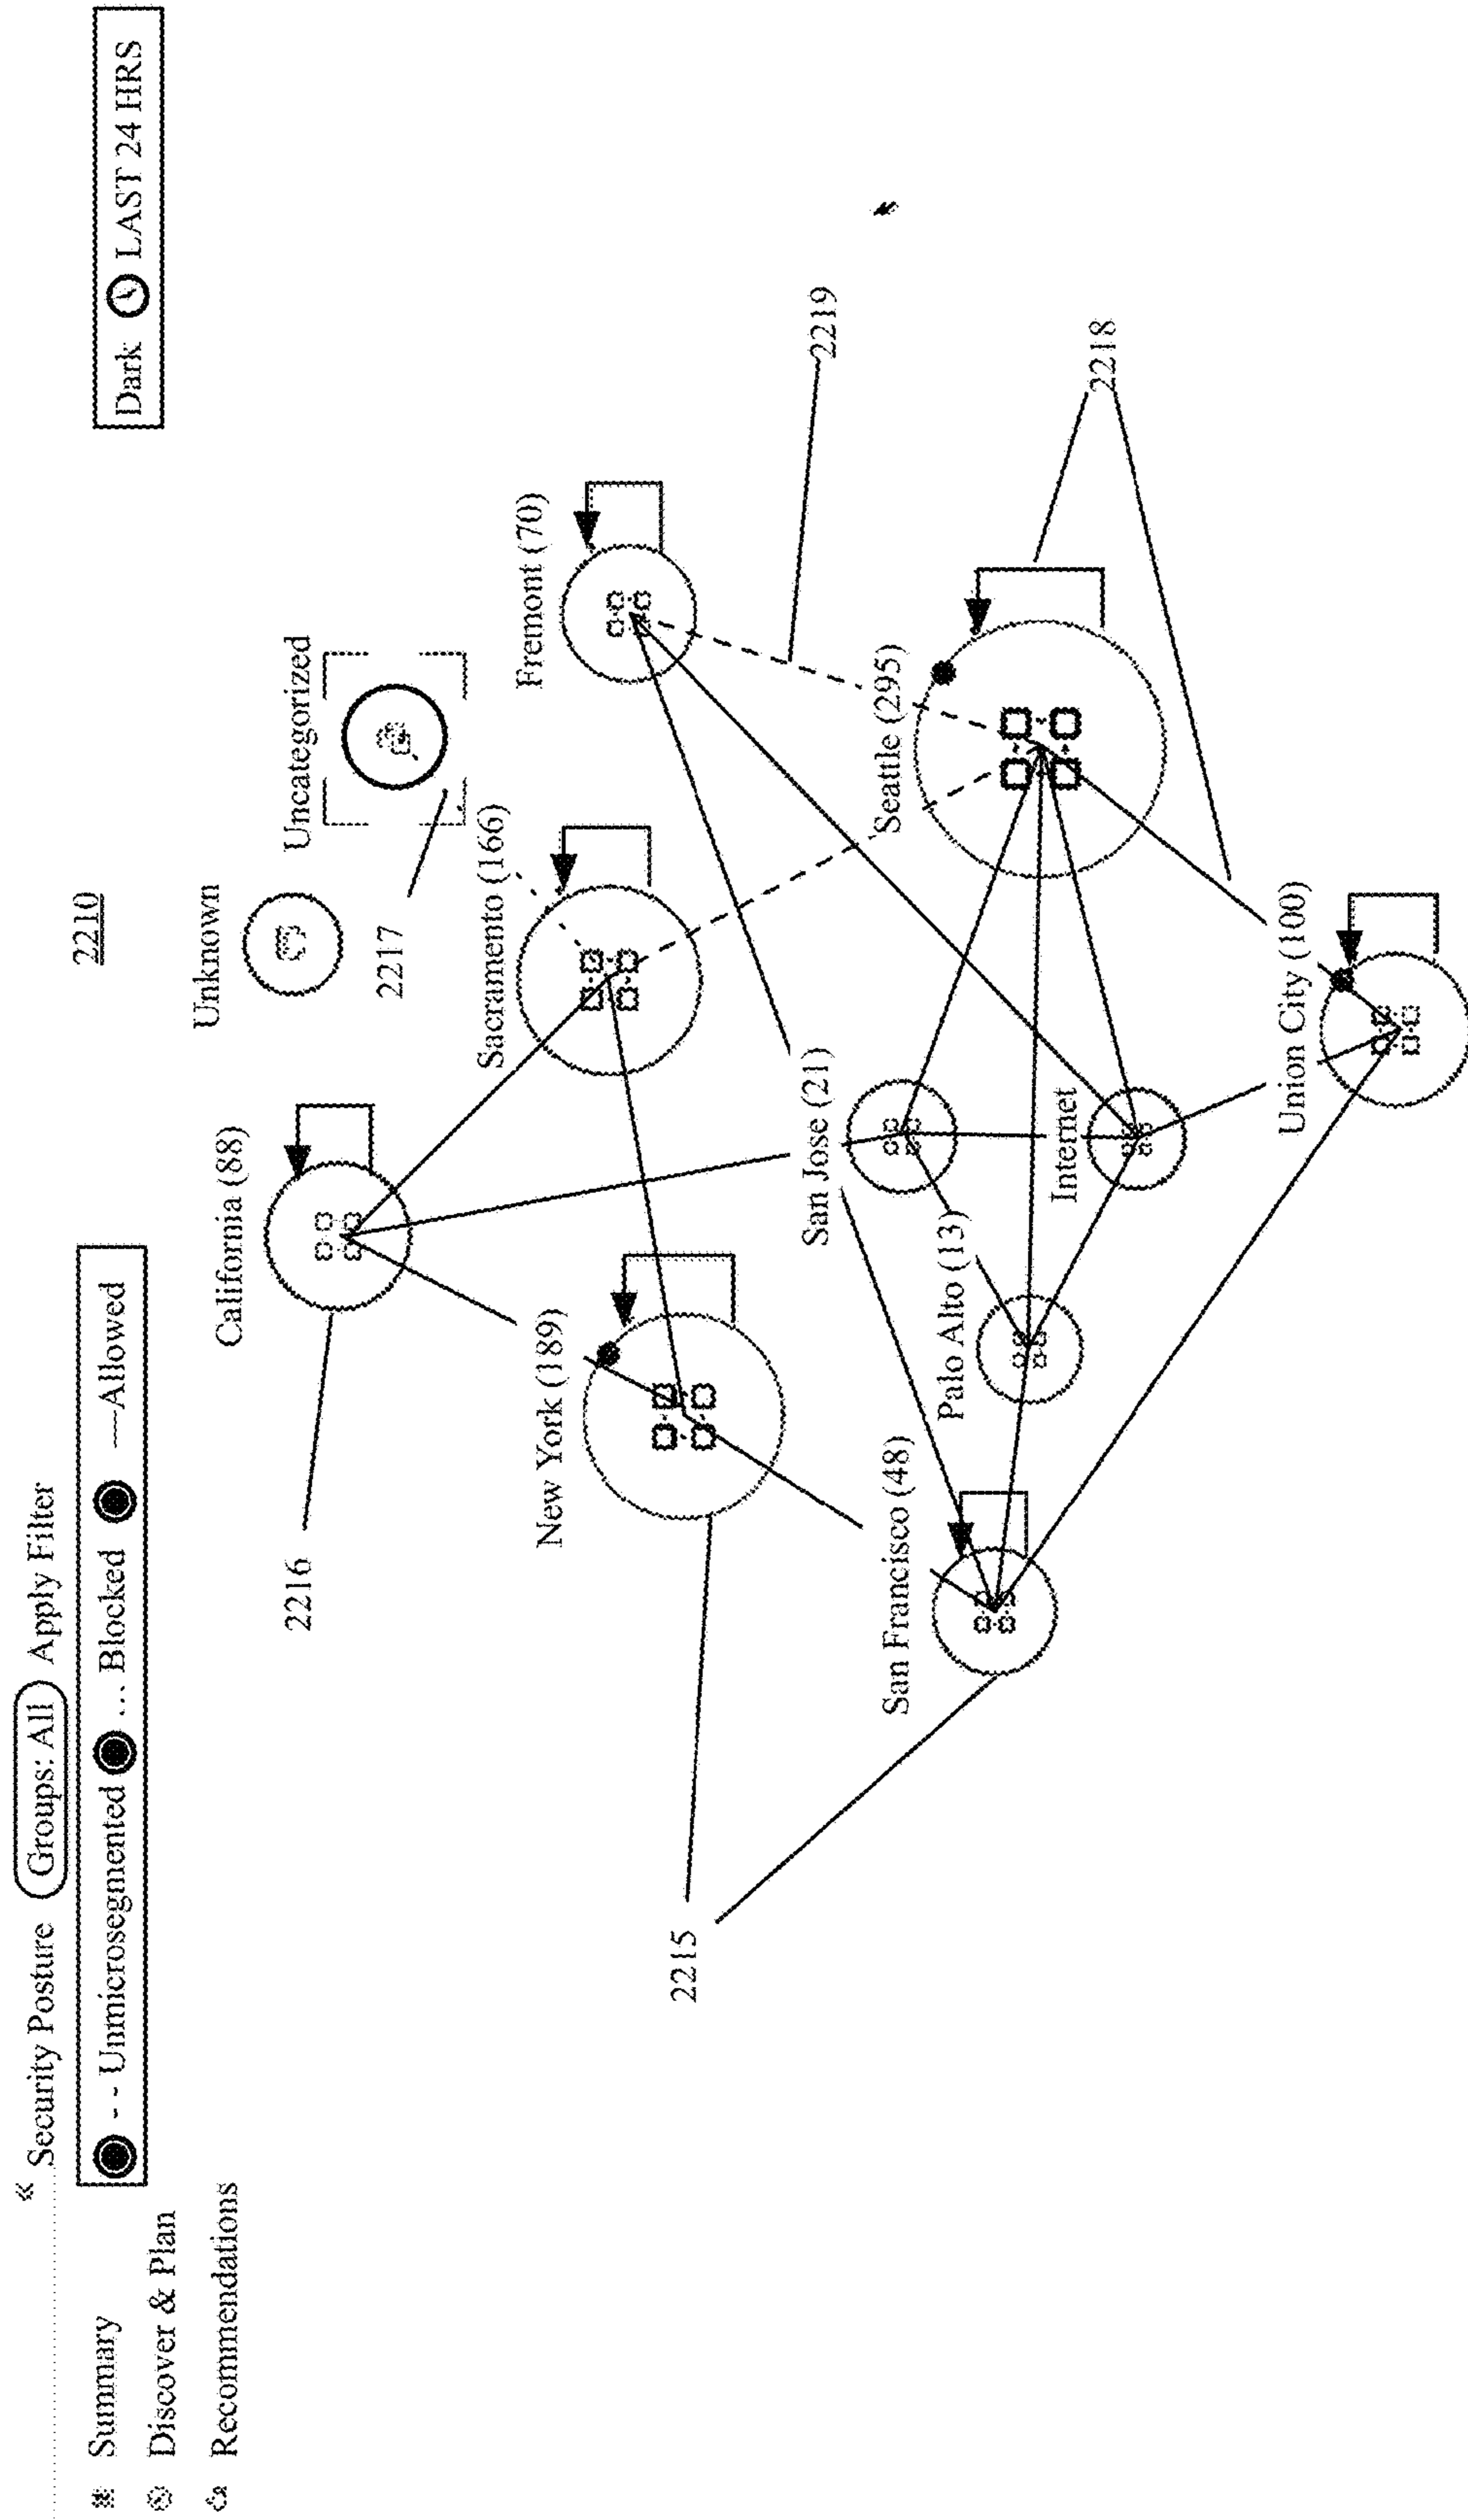 «
Security Posture (Groups: All) Apply Filter
Summary
Discover & Plan
Recommendations
- - Unmicrosegmented ... Blocked —Allowed
2210
Dark LAST 24 HRS
Unknown
California (88)
Uncategorized
2216
2217
Sacramento (166)
Fremont (70)
New York (189)
2215
San Jose (21)
2219
San Francisco (48)
Seattle (295)
Palo Alto (13)
Internet
2218
Union City (100)